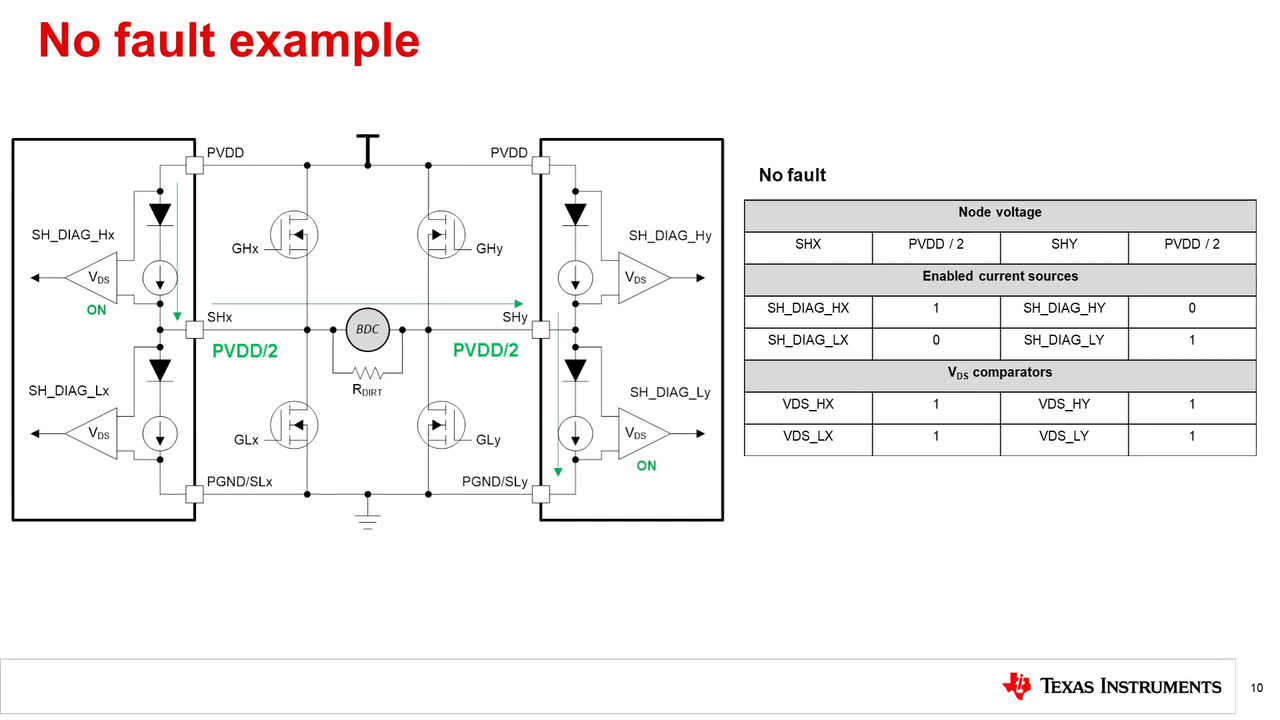 No fault example
PVDD
PVDD
SH_DIAG_Hx
SH_DIAG_Hy
GHx
GHy
VDS
VDS
ON
SHx
BDC
SHy
PVDD/2
PVDD/2
RDIRT
SH_DIAG_Lx
SH_DIAG_Ly
VDS
VDS
GLx
GLy
ON
PGND/SLx
PGND/SLy
No fault
Node voltage
SHX PVDD / 2 SHY PVDD / 2
Enabled current sources
SH_DIAG_HX 1 SH_DIAG_HY 0
SH_DIAG_LX 0 SH_DIAG_LY 1
VDS comparators
VDS_HX 1 VDS_HY 1
VDS_LX 1 VDS_LY 1
TEXAS INSTRUMENTS
10